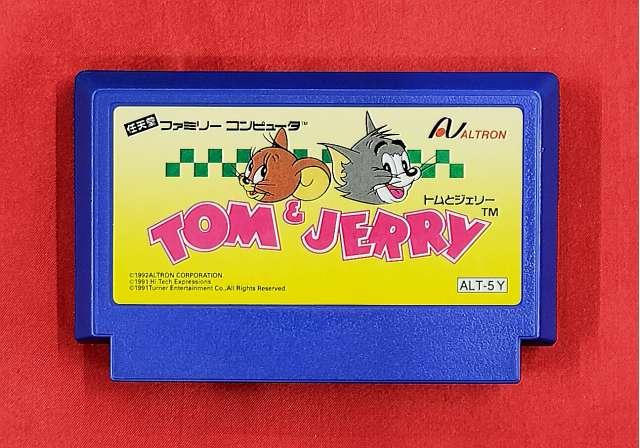 任天堂 ファミリー コンピュータ™
ALTRON
トムとジェリー
TOM & JERRY™
©1992ALTRON CORPORATION.
©1991 Hi Tech Expressions
©1991Turner Entertainment Co.,All Rights Reserved.
ALT-5Y